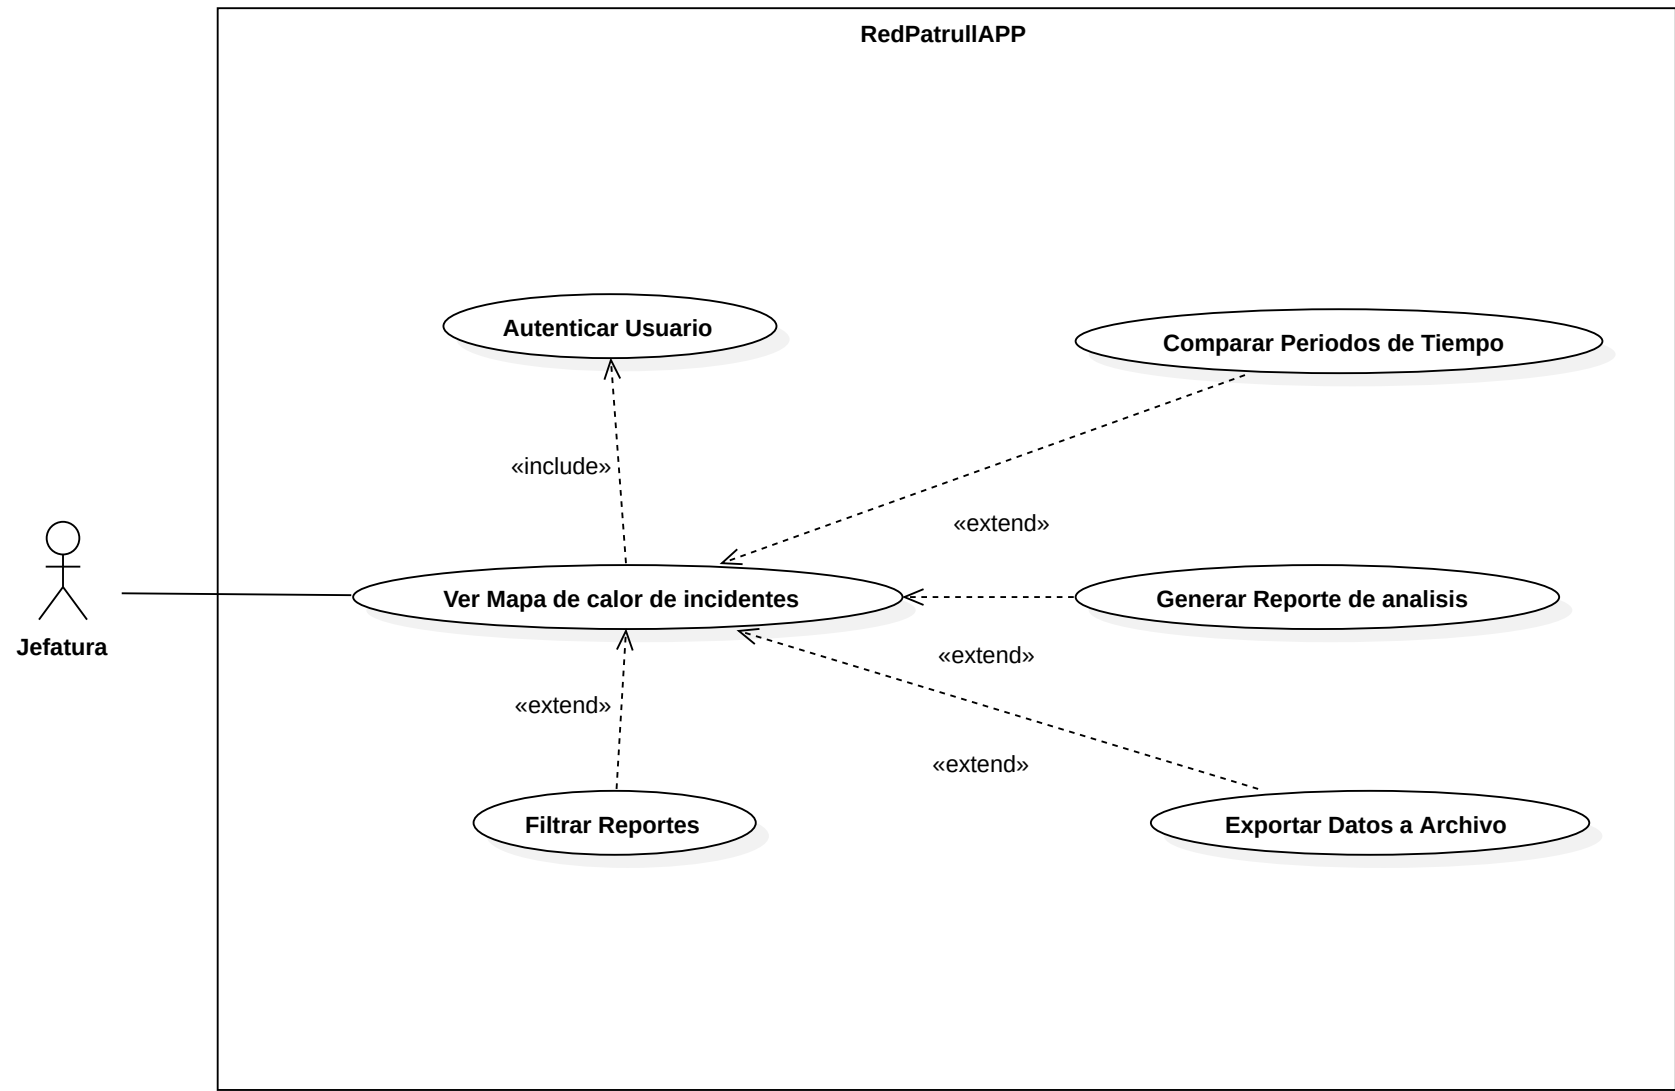 RedPatrullAPP
Autenticar Usuario
Comparar Periodos de Tiempo
«include»
«extend»
Ver Mapa de calor de incidentes
Generar Reporte de analisis
Jefatura
«extend»
«extend»
«extend»
Filtrar Reportes
Exportar Datos a Archivo